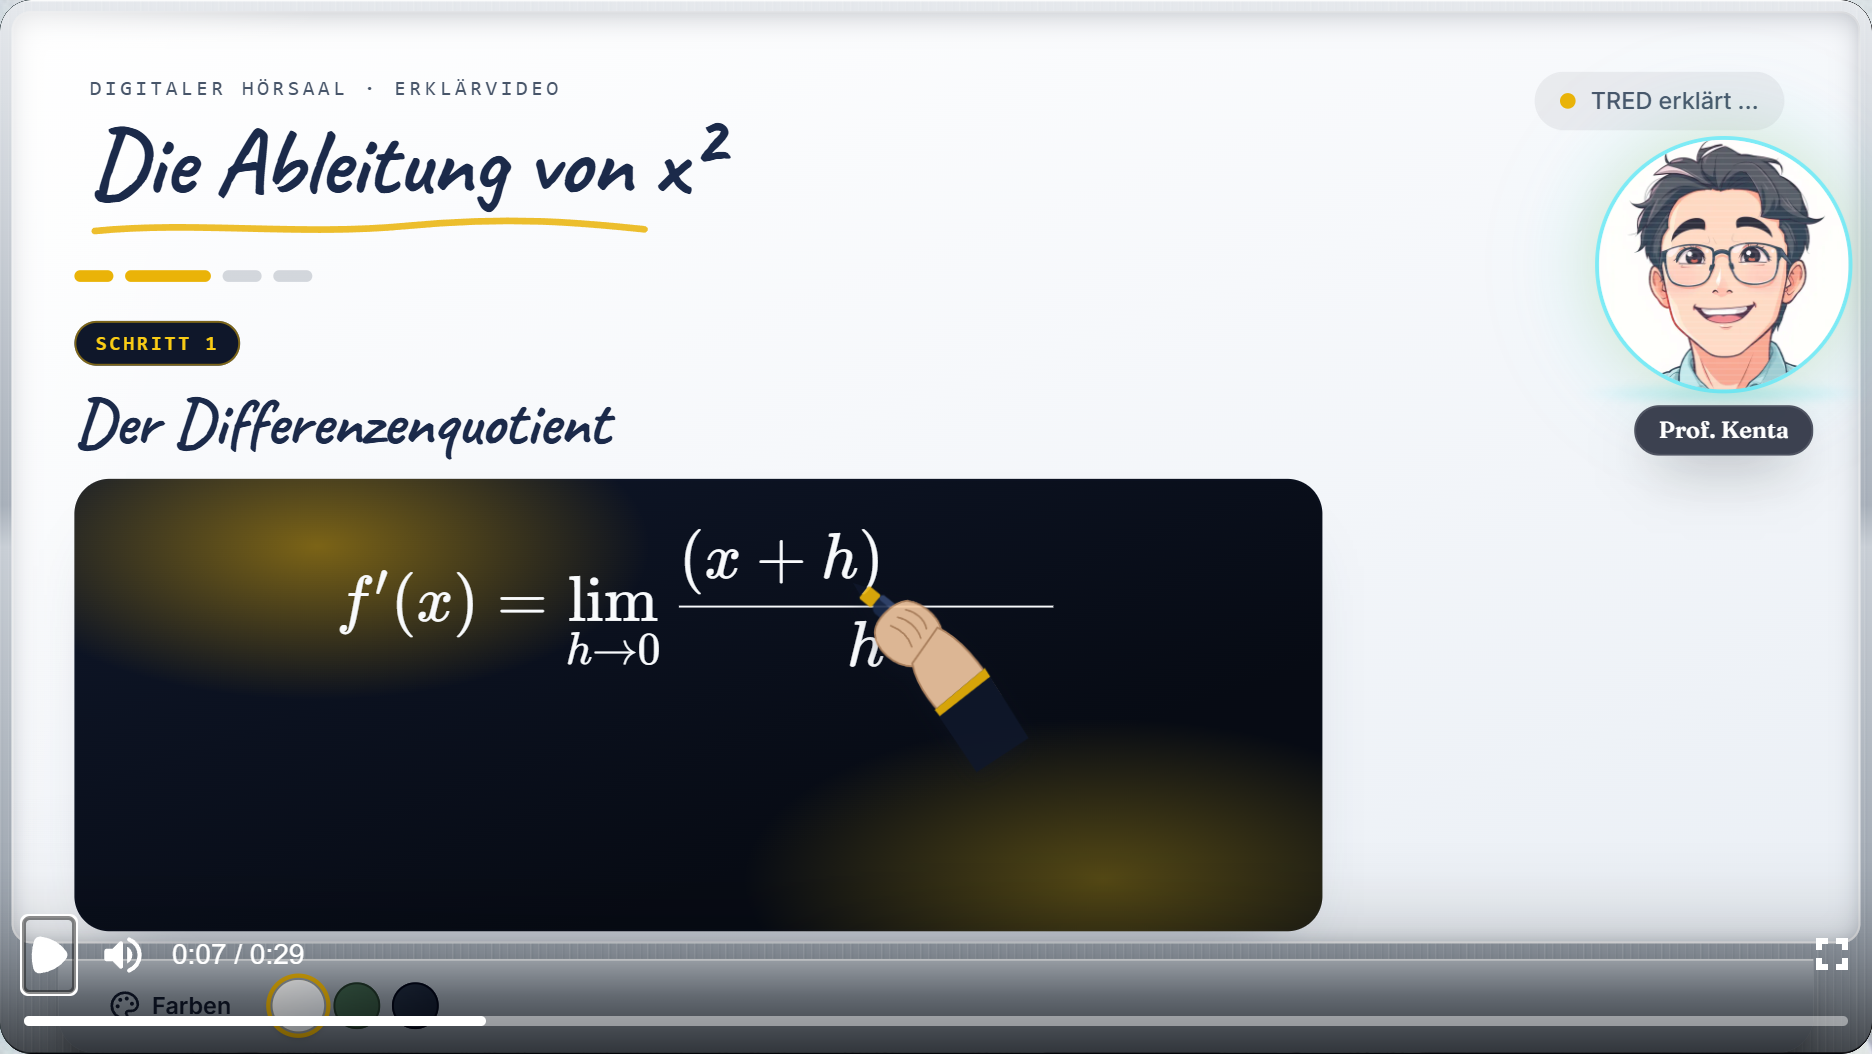 DIGITALER HÖRSAAL · ERKLÄRVIDEO
Die Ableitung von x²
TRED erklärt ...
SCHRITT 1
Der Differenzenquotient
Prof. Kenta
f′(x) = lim h→0 (x + h)
h
0:07 / 0:29
Farben